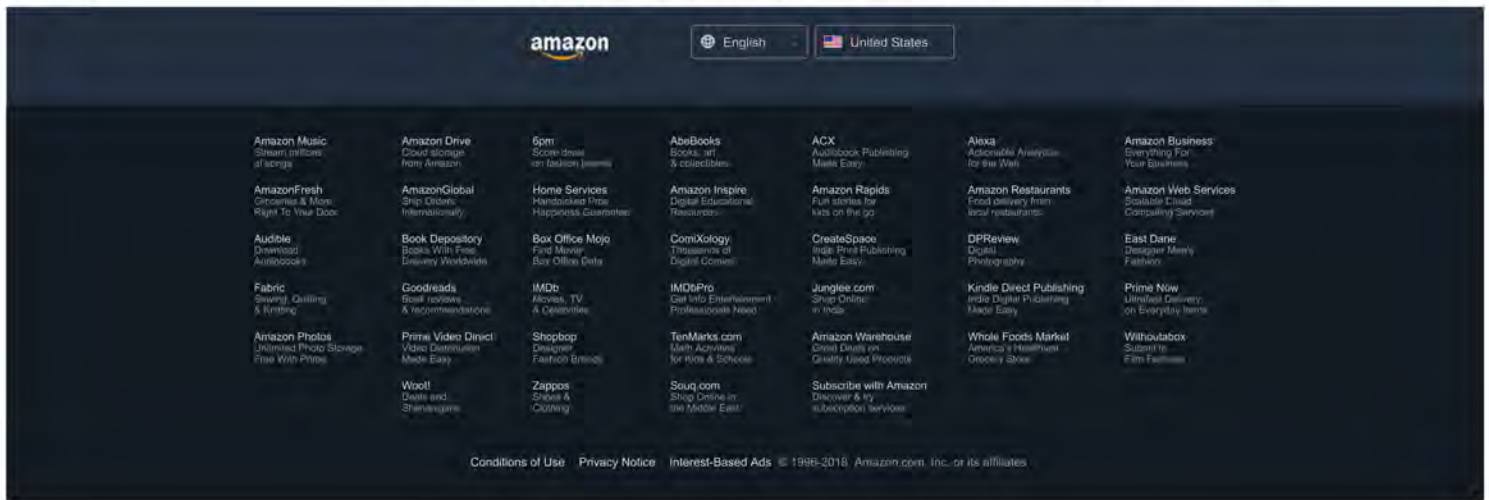 amazon
English
United States
Amazon Music
Stream millions
of songs
Amazon Drive
Cloud storage
from Amazon
6pm
Score deals
on fashion brands
AbeBooks
Books, art
& collectibles
ACX
Audiobook Publishing
Made Easy
Alexa
Actionable Analytics
for the Web
Amazon Business
Everything For
Your Business
AmazonFresh
Groceries & More
Right To Your Door
AmazonGlobal
Ship Orders
Internationally
Home Services
Handpicked Pros
Happiness Guarantee
Amazon Inspire
Digital Educational
Resources
Amazon Rapids
Fun stories for
kids on the go
Amazon Restaurants
Food delivery from
local restaurants
Amazon Web Services
Scalable Cloud
Computing Services
Audible
Download
Audiobooks
Book Depository
Books With Free
Delivery Worldwide
Box Office Mojo
Find Movie
Box Office Data
ComiXology
Thousands of
Digital Comics
CreateSpace
Indie Print Publishing
Made Easy
DPReview
Digital
Photography
East Dane
Designer Men's
Fashion
Fabric
Sewing, Quilting
& Knitting
Goodreads
Book reviews
& recommendations
IMDb
Movies, TV
& Celebrities
IMDbPro
Get Info Entertainment
Professionals Need
Junglee.com
Shop Online
in India
Kindle Direct Publishing
Indie Digital Publishing
Made Easy
Prime Now
Ultrafast Delivery
on Everyday Items
Amazon Photos
Unlimited Photo Storage
Free With Prime
Prime Video Direct
Video Distribution
Made Easy
Shopbop
Designer
Fashion Brands
TenMarks.com
Math Activities
for Kids & Schools
Amazon Warehouse
Great Deals on
Quality Used Products
Whole Foods Market
America's Healthiest
Grocery Store
Withoutabox
Submit to
Film Festivals
Woot!
Deals and
Shenanigans
Zappos
Shoes &
Clothing
Souq.com
Shop Online in
the Middle East
Subscribe with Amazon
Discover & try
subscription services
Conditions of Use Privacy Notice Interest-Based Ads © 1996-2018, Amazon.com, Inc. or its affiliates